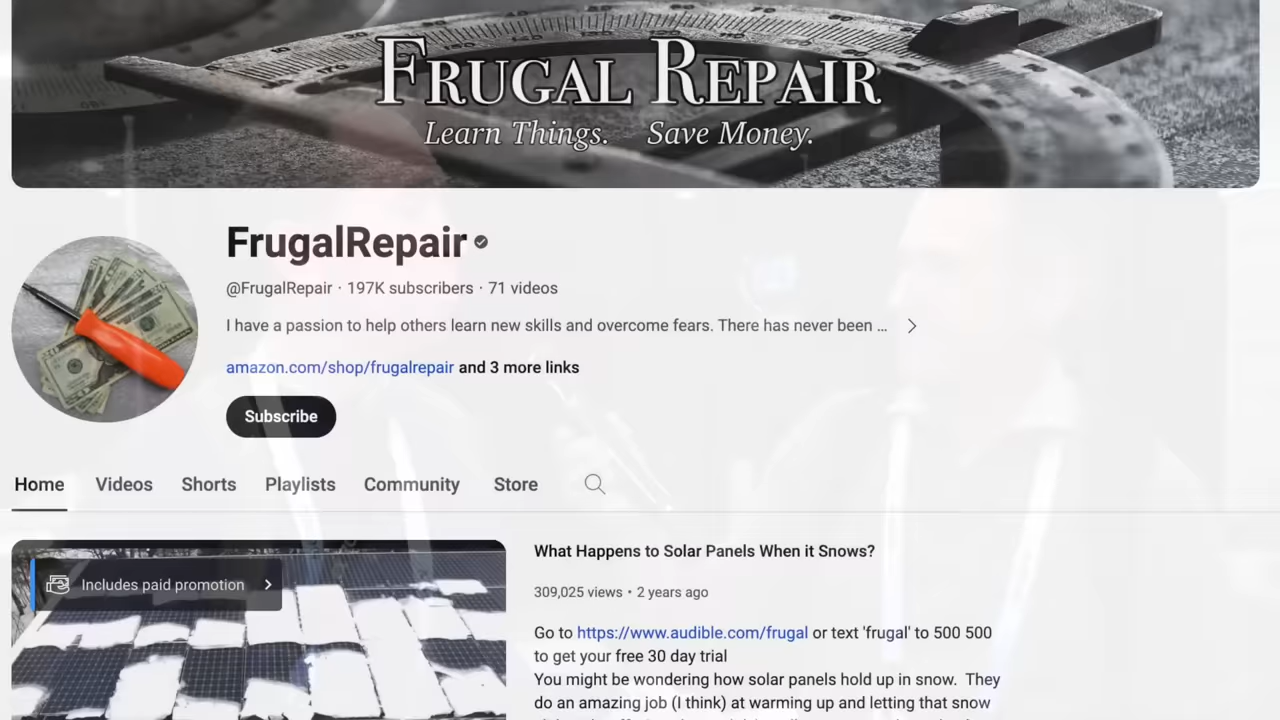 FRUGAL REPAIR
Learn Things. Save Money.
FrugalRepair
@FrugalRepair · 197K subscribers · 71 videos
I have a passion to help others learn new skills and overcome fears. There has never been ...
amazon.com/shop/frugalrepair and 3 more links
Subscribe
Home Videos Shorts Playlists Community Store
Includes paid promotion
What Happens to Solar Panels When it Snows?
309,025 views • 2 years ago
Go to https://www.audible.com/frugal or text 'frugal' to 500 500
to get your free 30 day trial
You might be wondering how solar panels hold up in snow. They
do an amazing job (I think) at warming up and letting that snow